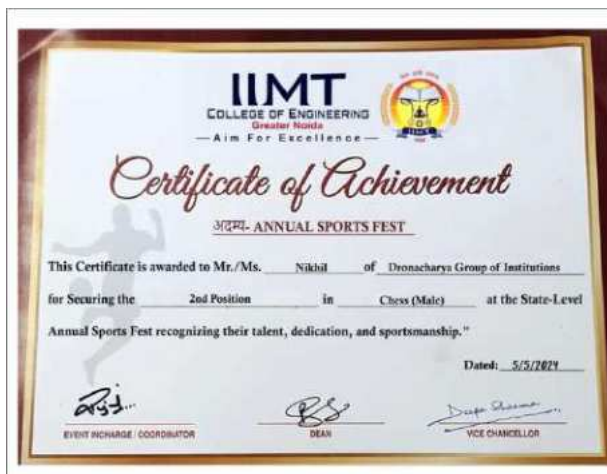 IIMT
COLLEGE OF ENGINEERING
Greater Noida
Aim For Excellence
IIMT
Certificate of Achievement
अदम्य- ANNUAL SPORTS FEST
This Certificate is awarded to Mr./Ms. Nikhil of Dronacharya Group of Institutions
for Securing the 2nd Position in Chess (Male) at the State-Level
Annual Sports Fest recognizing their talent, dedication, and sportsmanship."
Dated: 5/5/2024
Deepa Sharma
EVENT INCHARGE / COORDINATOR DEAN VICE CHANCELLOR